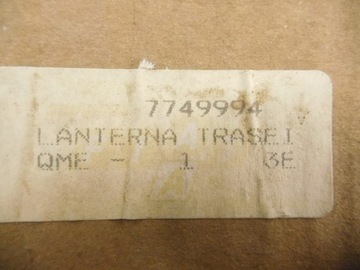 7749994
LANTERNA TRASEI
QME - 1 3E